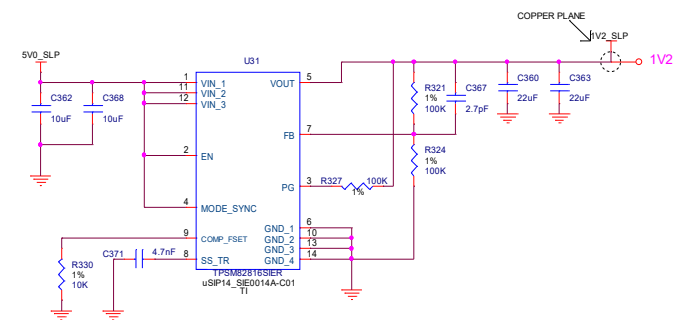 COPPER PLANE
5V0_SLP
U31
1V2_SLP
1V2
1
11
12
VIN_1
VIN_2
VIN_3
VOUT
5
C362
10uF
C368
10uF
R321
1%
100K
C367
2.7pF
C360
22uF
C363
22uF
FB
7
2
EN
R324
1%
100K
PG
3
R327
100K
1%
4
MODE_SYNC
9
COMP_FSET
8
SS_TR
GND_1
GND_2
GND_3
GND_4
6
10
13
14
C371
4.7nF
R330
1%
10K
TPSM82816SIER
uSIP14_SIE0014A-C01
TI